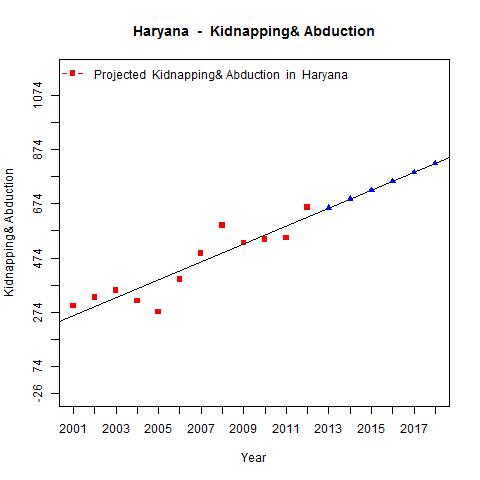 Haryana - Kidnapping& Abduction
Projected Kidnapping& Abduction in Haryana
Kidnapping& Abduction
1074
874
674
474
274
74
-26
2001 2003 2005 2007 2009 2011 2013 2015 2017
Year